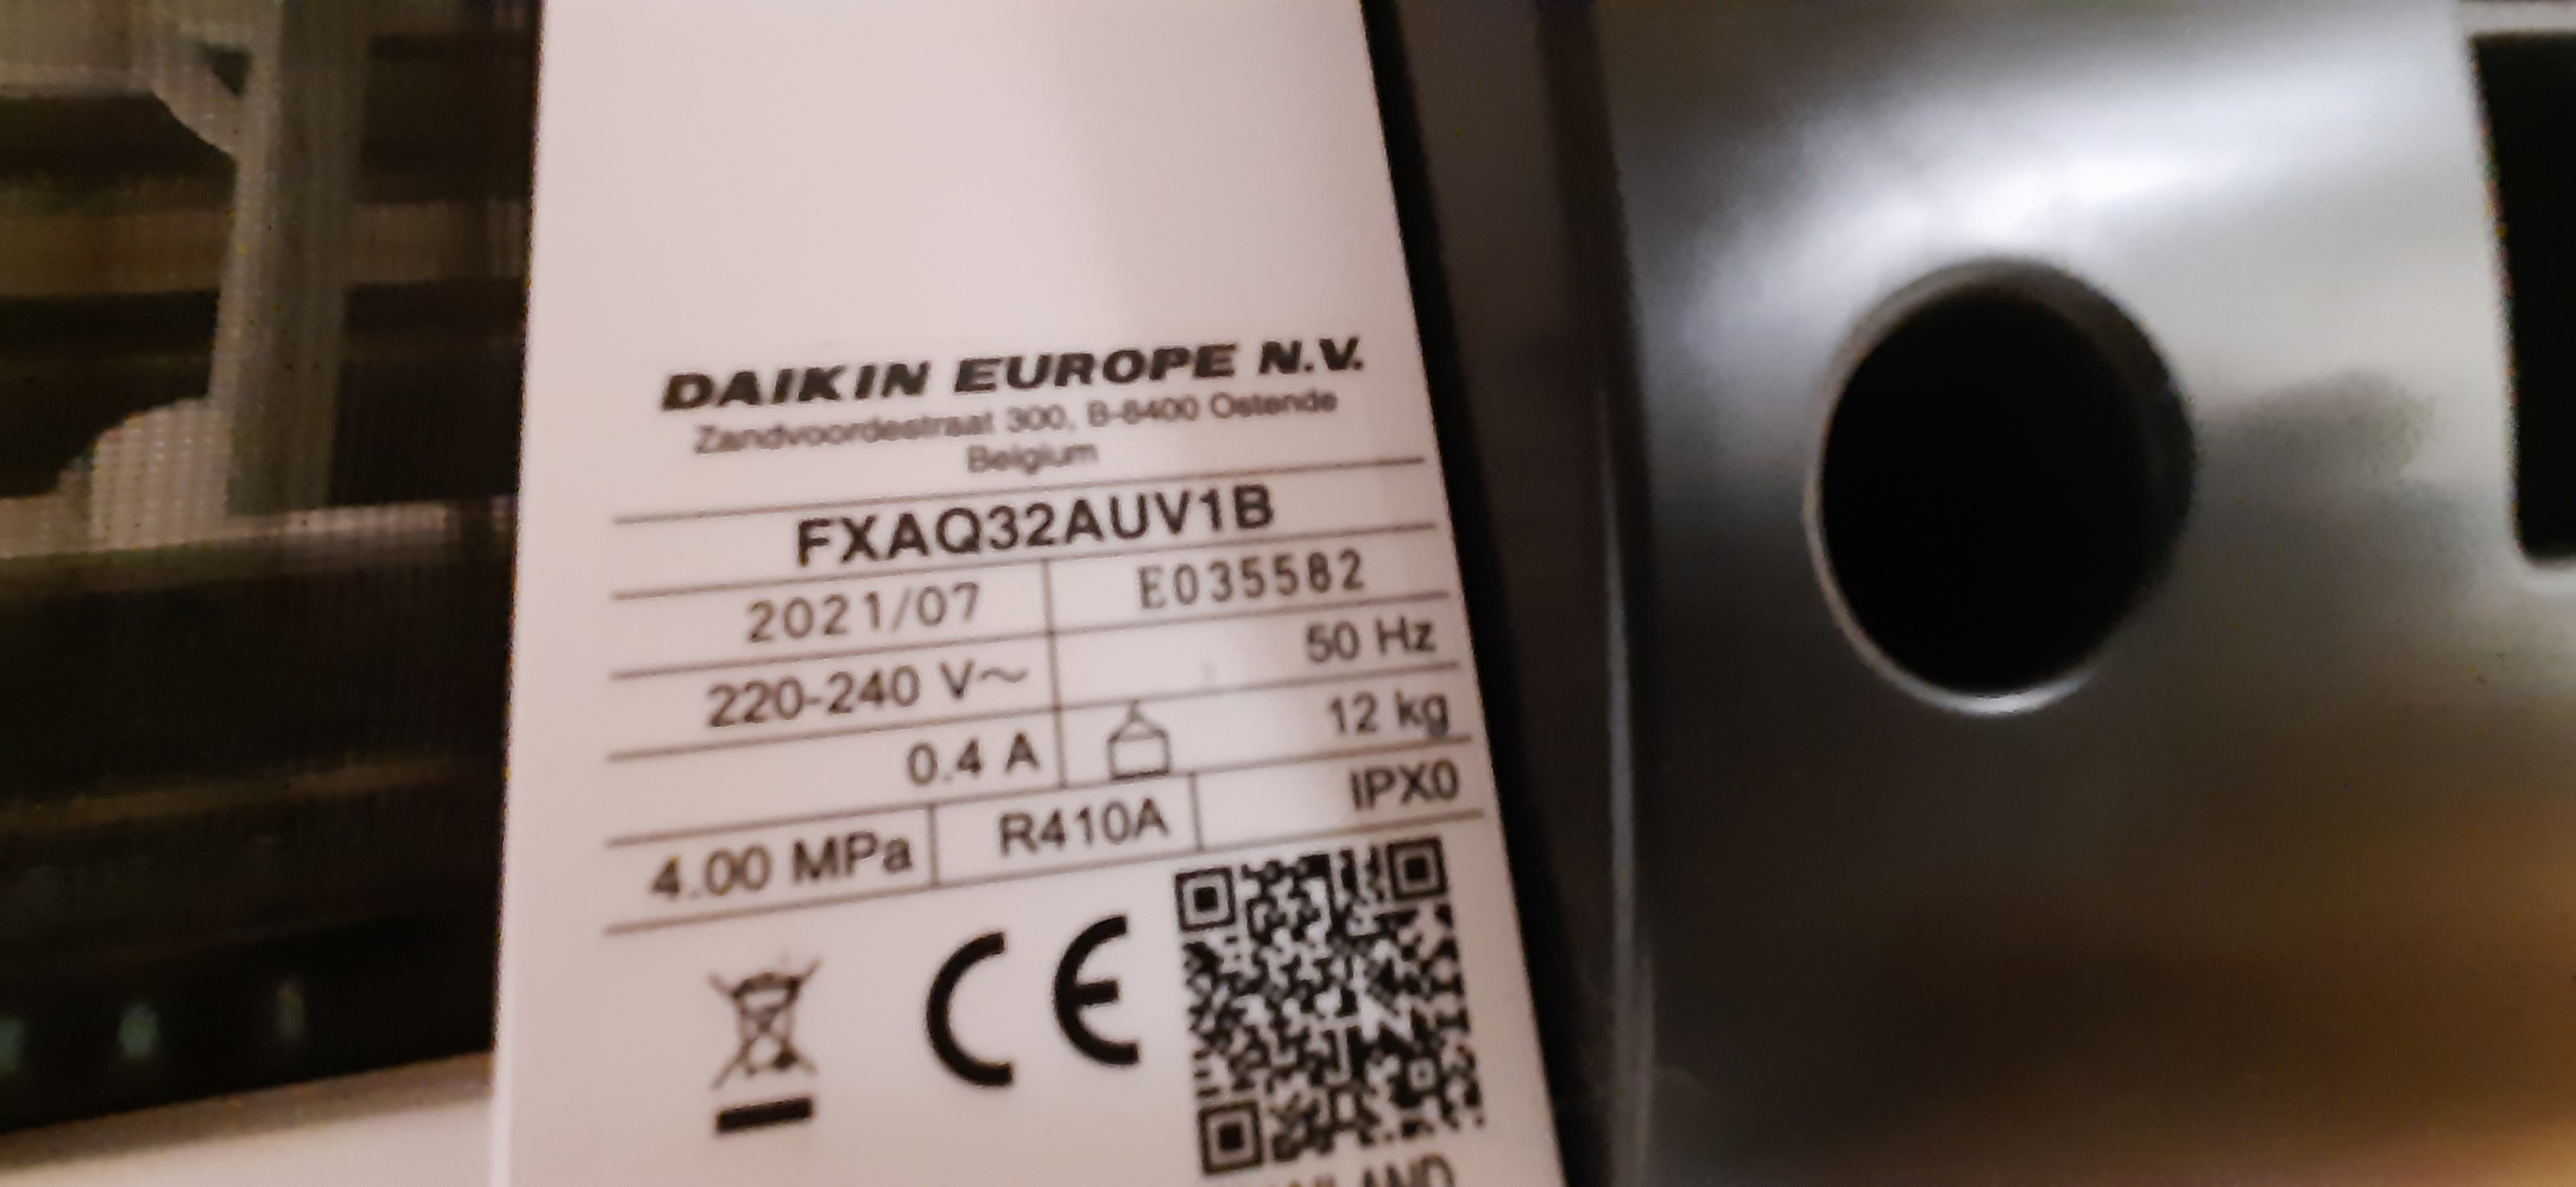 DAIKIN EUROPE N.V.
Zandvoordestraat 300, B-8400 Ostende
Belgium
FXAQ32AUV1B
2021/07 E035582
220-240 V~ 50 Hz
0.4 A 12 kg
4.00 MPa R410A IPX0
CE